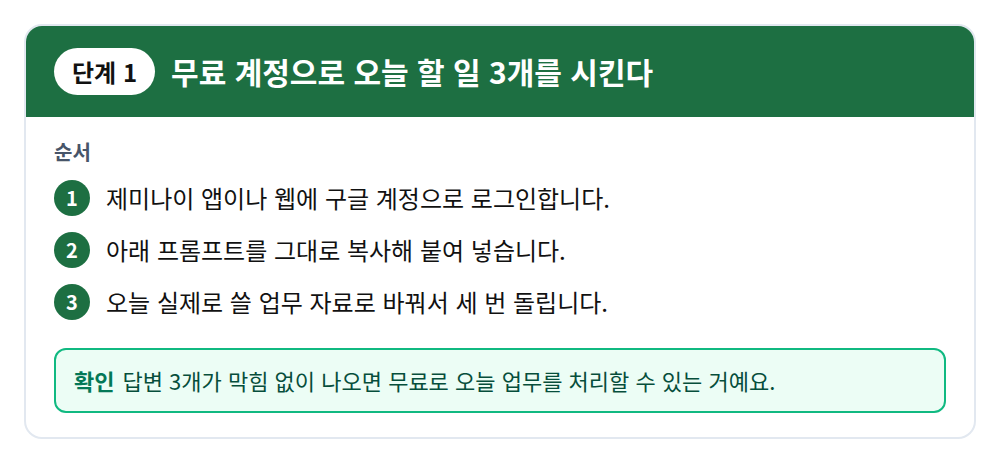 단계 1 무료 계정으로 오늘 할 일 3개를 시킨다
순서
1 제미나이 앱이나 웹에 구글 계정으로 로그인합니다.
2 아래 프롬프트를 그대로 복사해 붙여 넣습니다.
3 오늘 실제로 쓸 업무 자료로 바꿔서 세 번 돌립니다.
확인 답변 3개가 막힘 없이 나오면 무료로 오늘 업무를 처리할 수 있는 거예요.